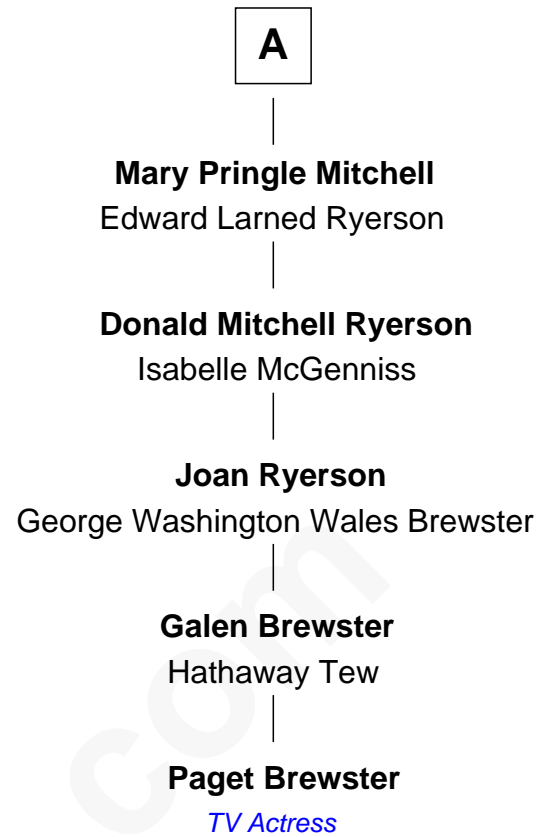 A
Mary Pringle Mitchell
Edward Larned Ryerson
Donald Mitchell Ryerson
Isabelle McGenniss
Joan Ryerson
George Washington Wales Brewster
Galen Brewster
Hathaway Tew
Paget Brewster
TV Actress
com